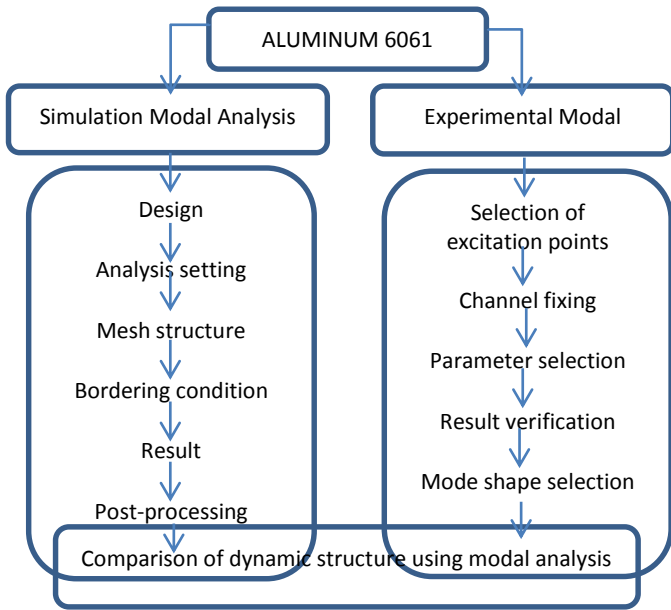 ALUMINUM 6061
Simulation Modal Analysis
Experimental Modal
Design
Analysis setting
Mesh structure
Bordering condition
Result
Post-processing
Selection of
excitation points
Channel fixing
Parameter selection
Result verification
Mode shape selection
Comparison of dynamic structure using modal analysis